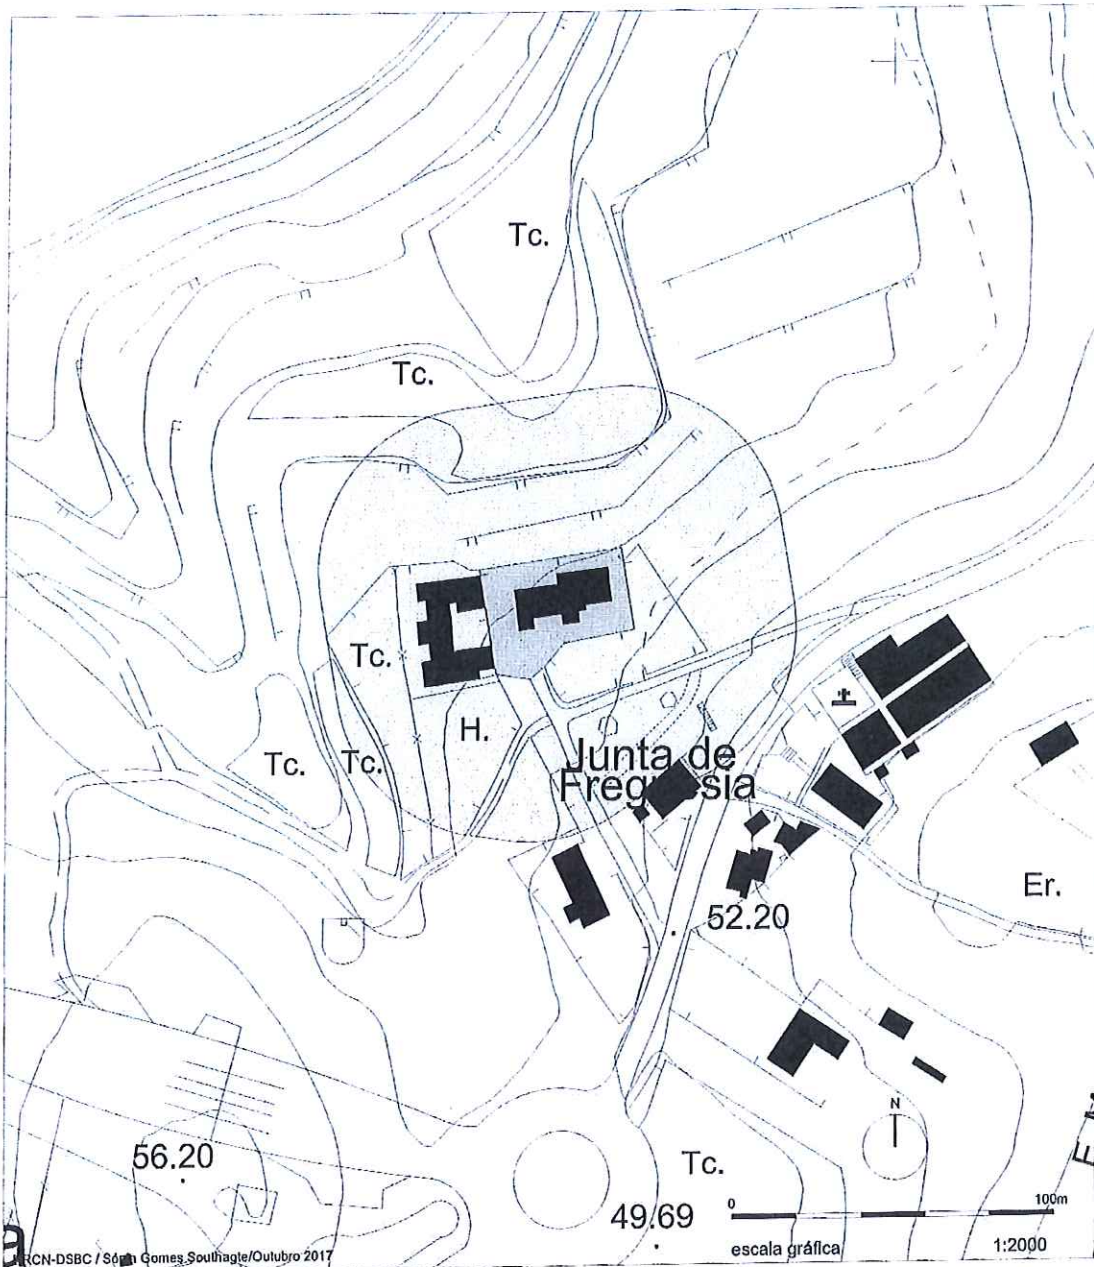 Tc.
Tc.
Tc.
H.
Tc.
Tc.
Junta de
Freguesia
Er.
52.20
N
56.20
Tc.
49.69
0
100m
escala gráfica
1:2000
Gomes Southagte/Outubro 2017